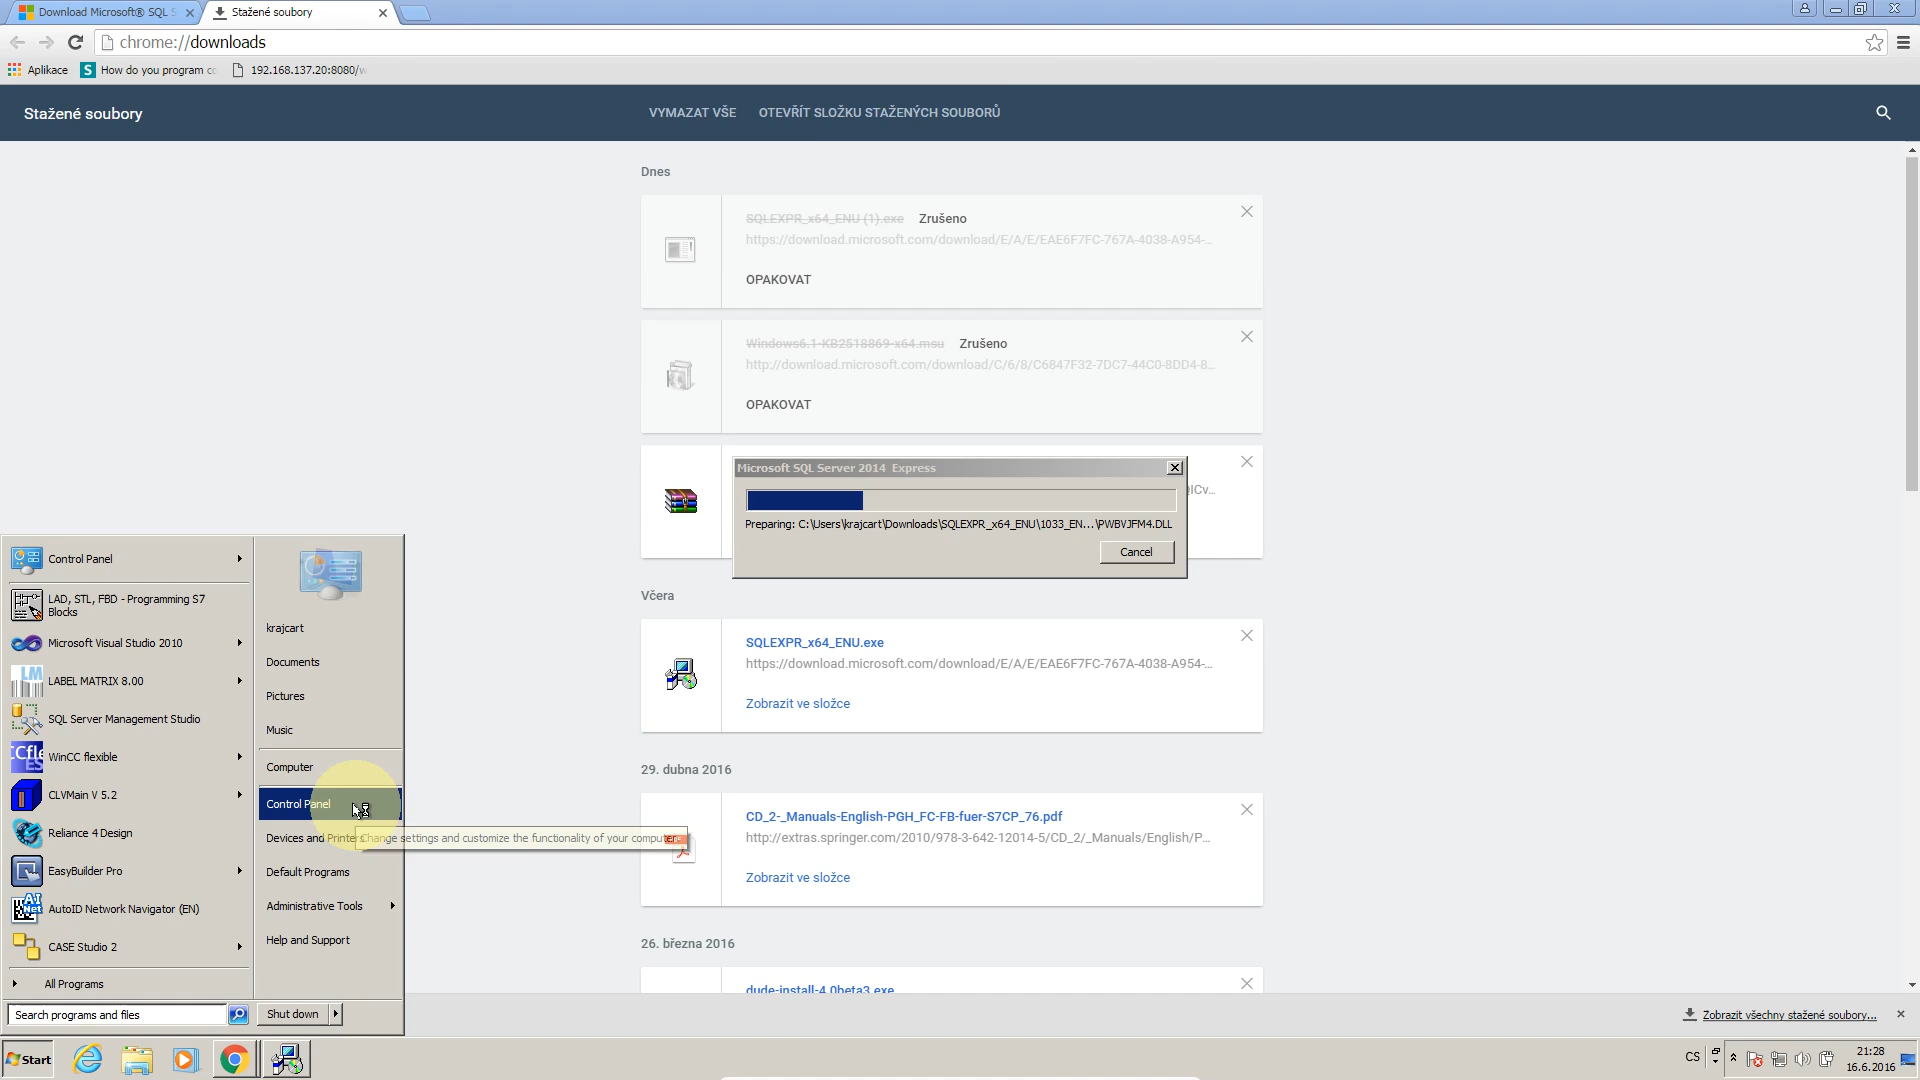 Download Microsoft® SQL S
Stažené soubory
chrome://downloads
Aplikace
How do you program co
192.168.137.20:8080/w
Stažené soubory
VYMAZAT VŠE
OTEVŘÍT SLOŽKU STAŽENÝCH SOUBORŮ
Dnes
SQLEXPR_x64_ENU (1).exe Zrušeno
https://download.microsoft.com/download/E/A/E/EAE6F7FC-767A-4038-A954-...
OPAKOVAT
Windows6.1-KB2518869-x64.msu Zrušeno
http://download.microsoft.com/download/C/6/8/C6847F32-7DC7-44C0-8DD4-8...
OPAKOVAT
Microsoft SQL Server 2014 Express
Preparing: C:\Users\krajcart\Downloads\SQLEXPR_x64_ENU\1033_EN...\PWBVJFM4.DLL
Cancel
Včera
SQLEXPR_x64_ENU.exe
https://download.microsoft.com/download/E/A/E/EAE6F7FC-767A-4038-A954-...
Zobrazit ve složce
29. dubna 2016
CD_2-_Manuals-English-PGH_FC-FB-fuer-S7CP_76.pdf
http://extras.springer.com/2010/978-3-642-12014-5/CD_2/_Manuals/English/P...
Zobrazit ve složce
26. března 2016
dude-install-4.0beta3.exe
Control Panel
LAD, STL, FBD - Programming S7
Blocks
Microsoft Visual Studio 2010
LABEL MATRIX 8.00
SQL Server Management Studio
WinCC flexible
CLVMain V 5.2
Reliance 4 Design
EasyBuilder Pro
AutoID Network Navigator (EN)
CASE Studio 2
All Programs
Search programs and files
krajcart
Documents
Pictures
Music
Computer
Control Panel
Devices and Printers
Change settings and customize the functionality of your computer.
Default Programs
Administrative Tools
Help and Support
Shut down
Zobrazit všechny stažené soubory...
Start
CS
21:28
16.6.2016